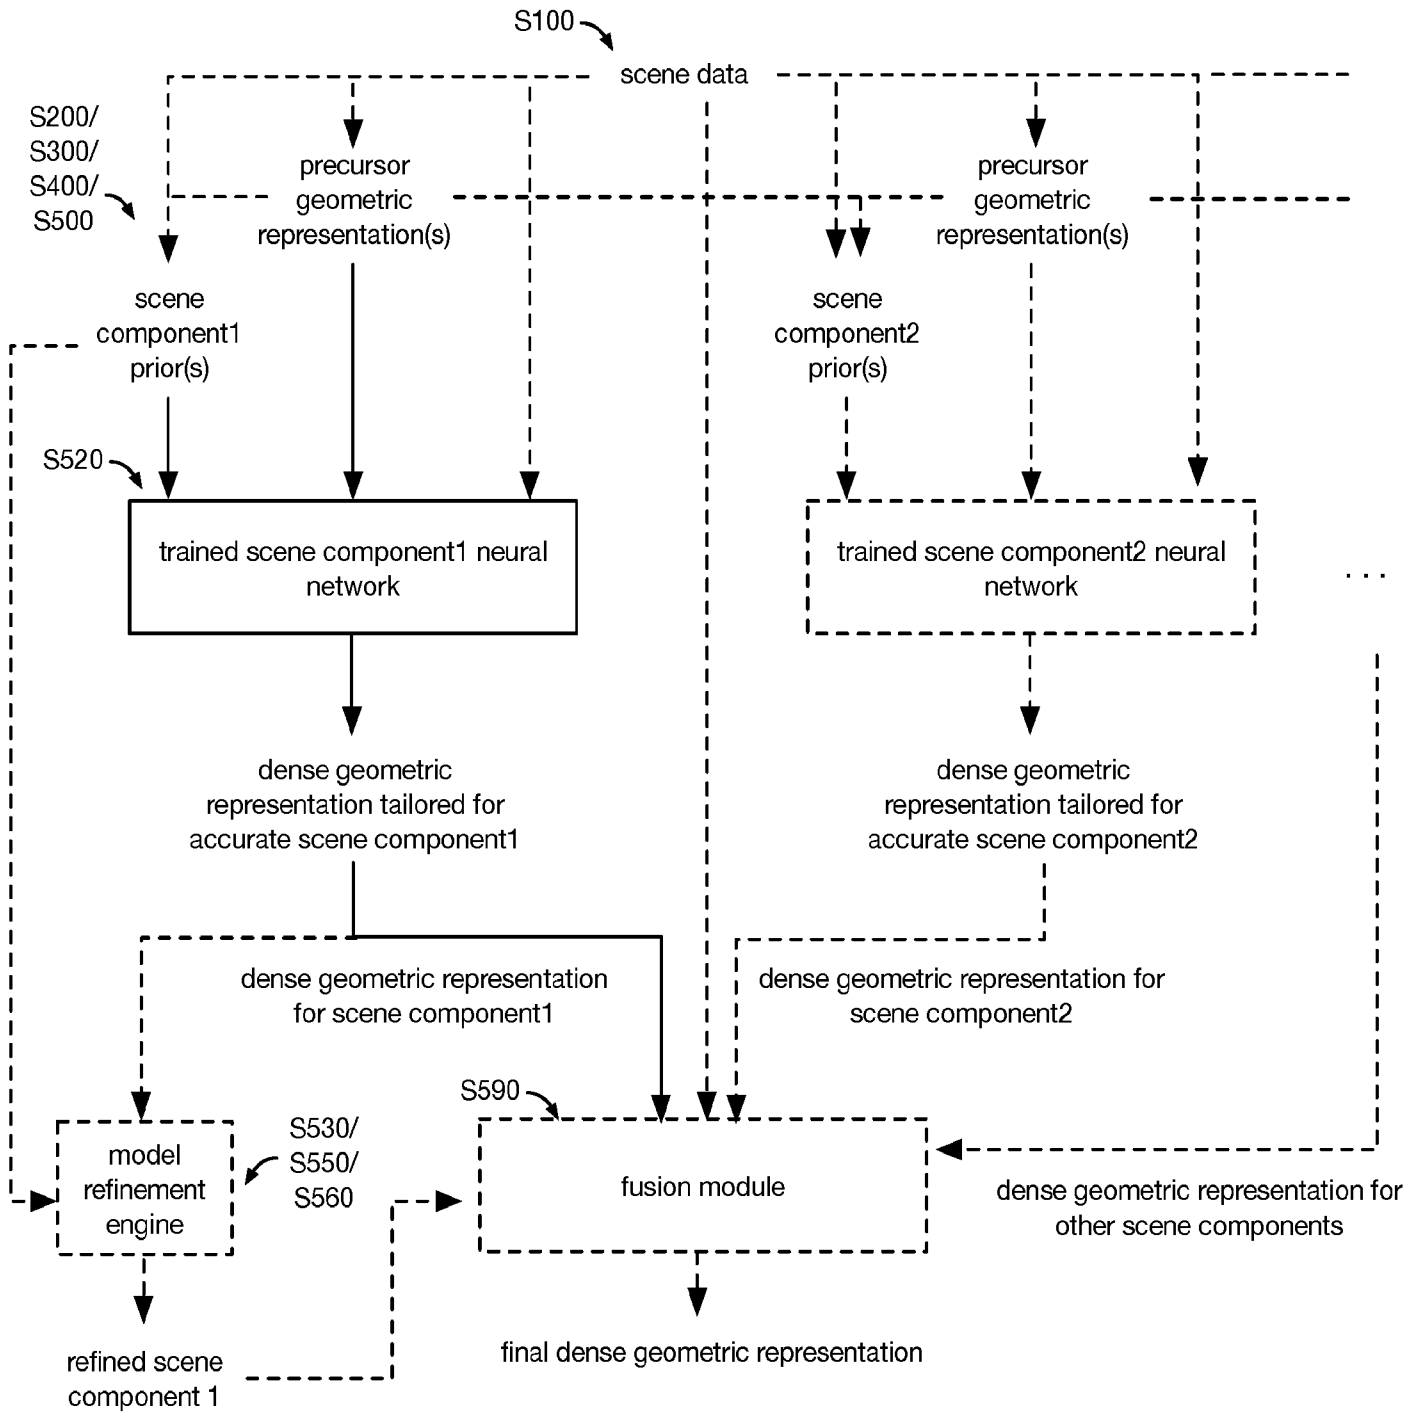 S100
scene data
S200/
S300/
S400/
S500
precursor
geometric
representation(s)
precursor
geometric
representation(s)
scene
component1
prior(s)
scene
component2
prior(s)
S520
trained scene component1 neural
network
trained scene component2 neural
network
. . .
dense geometric
representation tailored for
accurate scene component1
dense geometric
representation tailored for
accurate scene component2
dense geometric representation
for scene component1
dense geometric representation for
scene component2
S590
S530/
S550/
S560
model
refinement
engine
fusion module
dense geometric representation for
other scene components
refined scene
component 1
final dense geometric representation